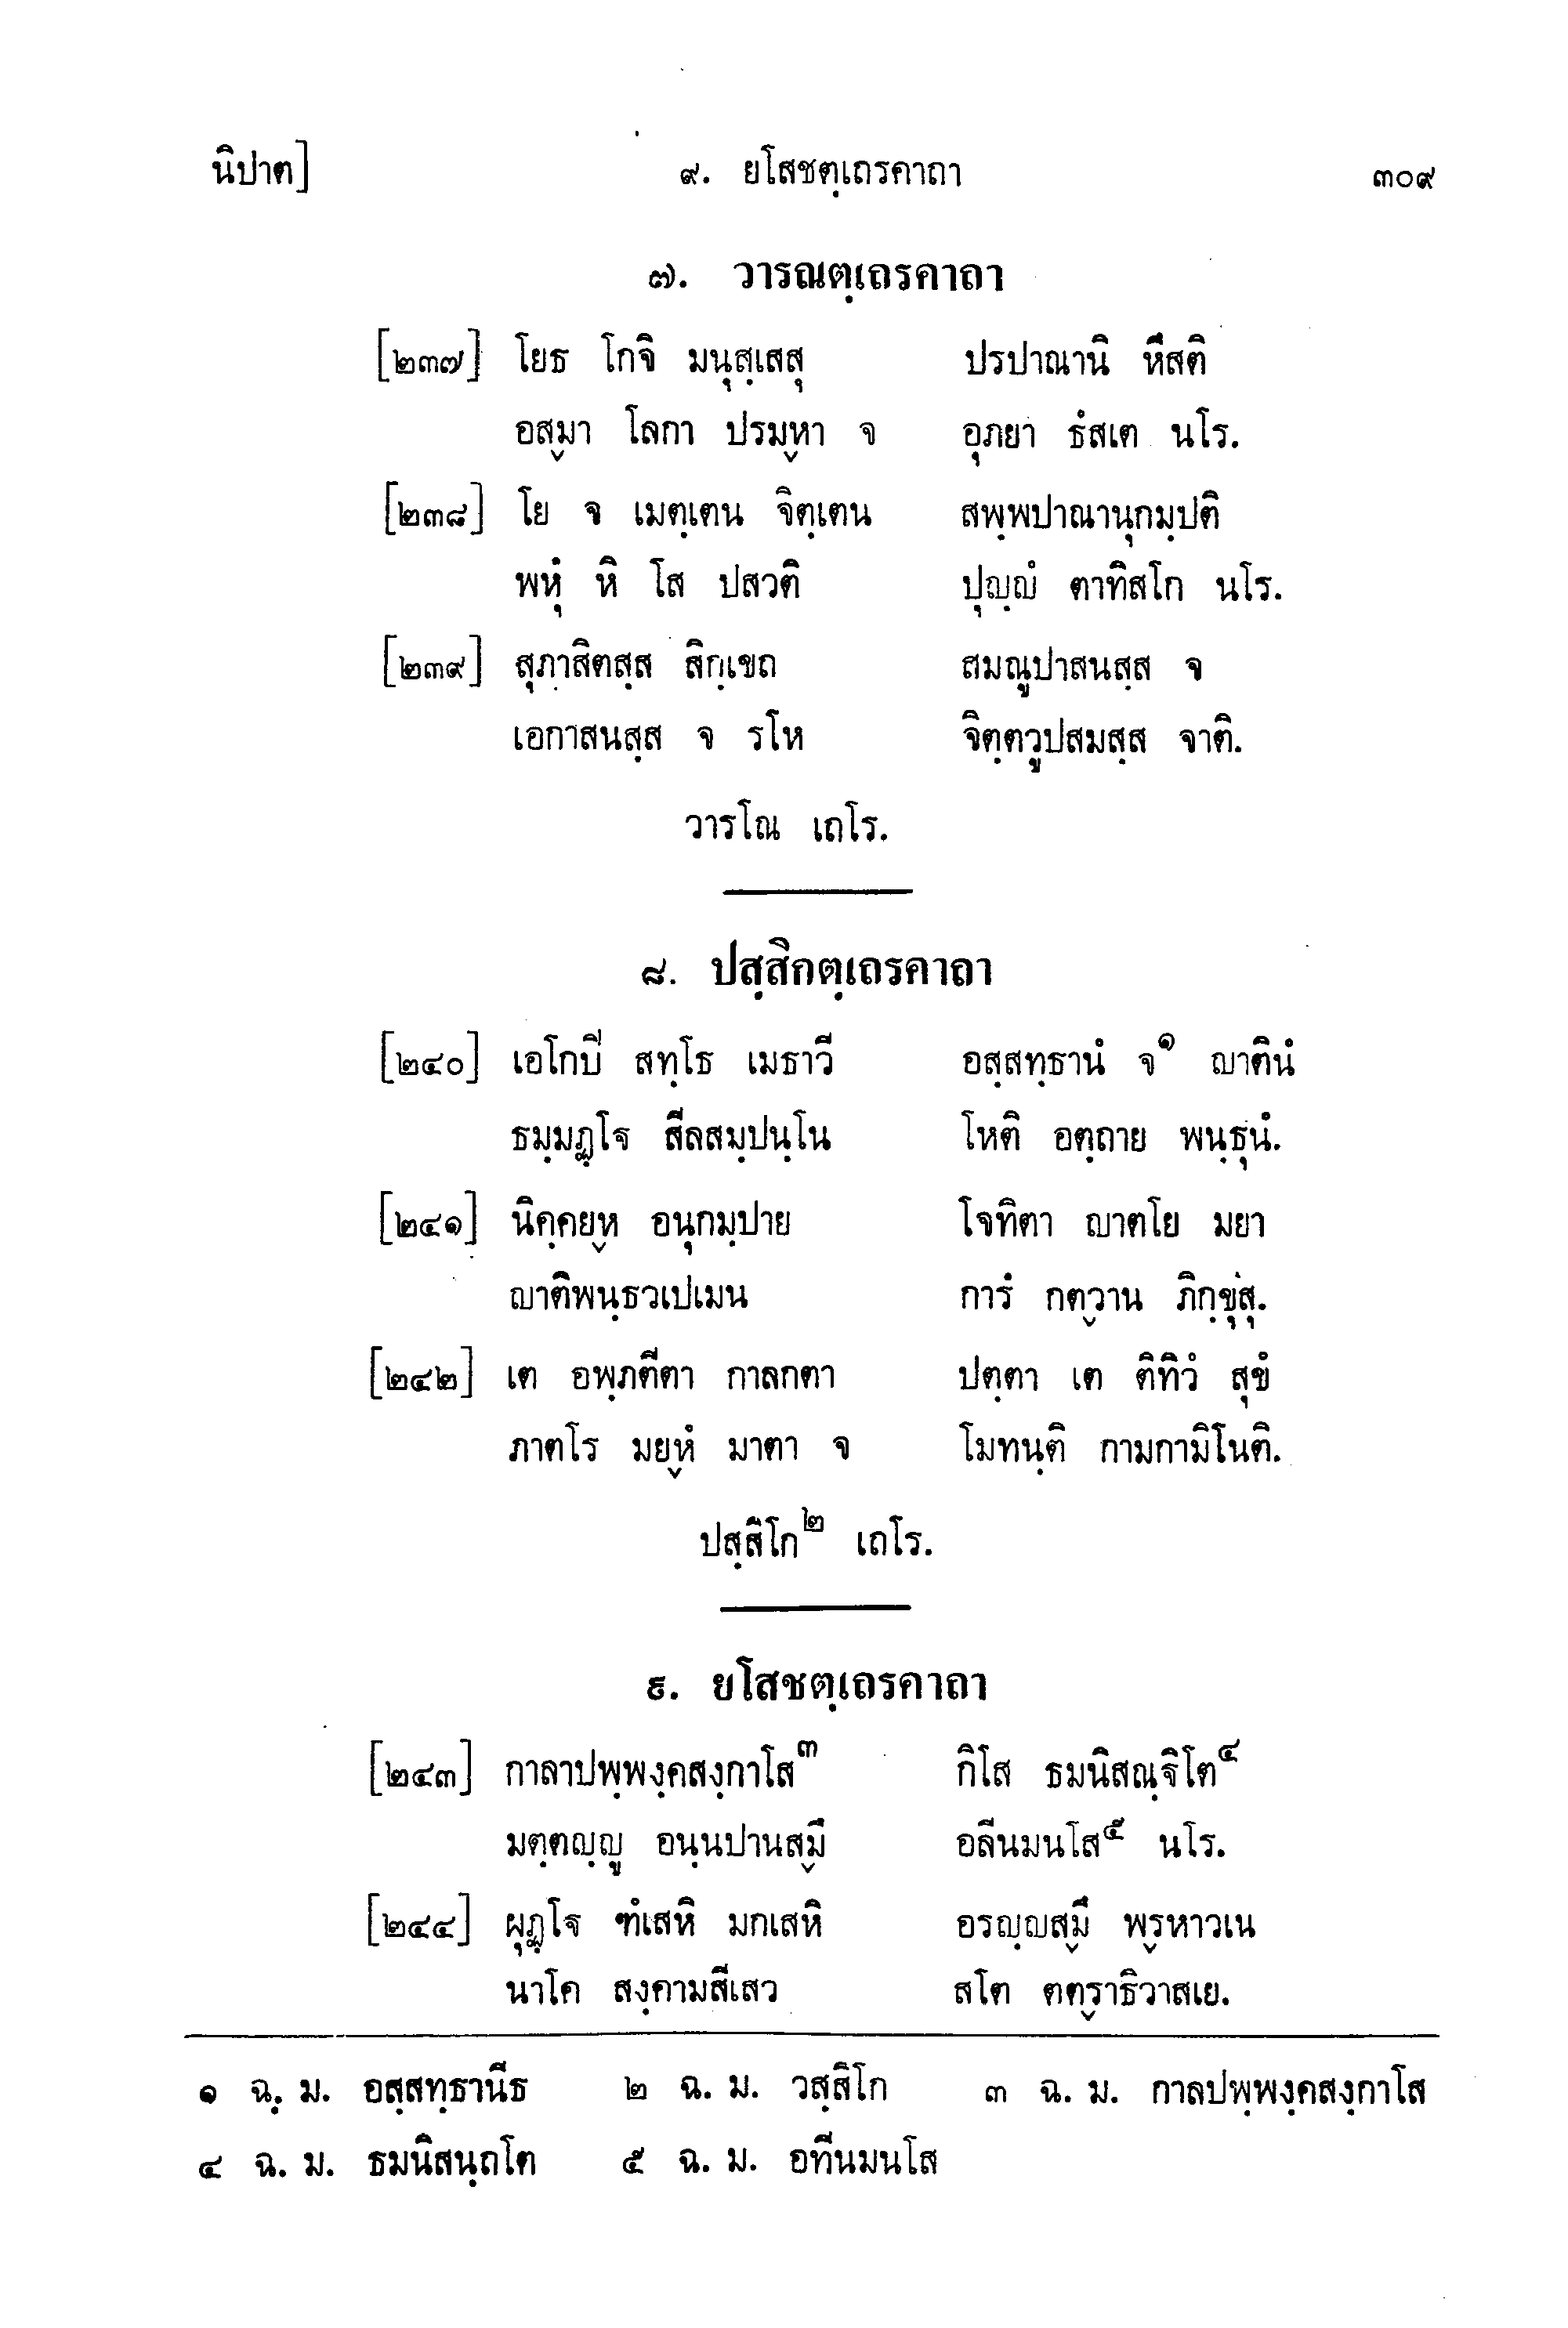 นิปาต] ๙. ยโสชตฺเถรคาถา ๓๐๙
๗. วารณตฺเถรคาถา
[๒๓๗] โยธ โกจิ มนุสฺเสสุ ปรปาณานิ หึสติ
อสฺมา โลกา ปรมฺหา จ อุภยา ธํสเต นโร.
[๒๓๘] โย จ เมตฺเตน จิตฺเตน สพฺพปาณานุกมฺปติ
พหุํ หิ โส ปสวติ ปุญฺญํ ตาทิสโก นโร.
[๒๓๙] สุภาสิตสฺส สิกฺเขถ สมณูปาสนสฺส จ
เอกาสนสฺส จ รโห จิตฺตวูปสมสฺส จาติ.
วารโณ เถโร.
๘. ปสฺสิกตฺเถรคาถา
[๒๔๐] เอโกปิ สทฺโธ เมธาวี อสฺสทฺธานํ จ๑ ญาตินํ
ธมฺมฏฺโฐ สีลสมฺปนฺโน โหติ อตฺถาย พนฺธุนํ.
[๒๔๑] นิคฺคยฺห อนุกมฺปาย โจทิตา ญาตโย มยา
ญาติพนฺธวเปเมน การํ กตฺวาน ภิกฺขุสุ.
[๒๔๒] เต อพฺภตีตา กาลกตา ปตฺตา เต ติทิวํ สุขํ
ภาตโร มยฺหํ มาตา จ โมทนฺติ กามกามิโนติ.
ปสฺสิโก๒ เถโร.
๙. ยโสชตฺเถรคาถา
[๒๔๓] กาลาปพฺพงฺคสงฺกาโส๓ กิโส ธมนิสณฺฐิโต๔
มตฺตญฺญู อนฺนปานสฺมึ อลีนมนโส๕ นโร.
[๒๔๔] ผุฏฺโฐ ฑํเสหิ มกเสหิ อรญฺญสฺมึ พฺรหาวเน
นาโค สงฺคามสีเสว สโต ตตฺราธิวาสเย.
๑ ฉ. ม. อสฺสทฺธานีธ ๒ ฉ. ม. วสฺสิโก ๓ ฉ. ม. กาลปพฺพงฺคสงฺกาโส
๔ ฉ. ม. ธมนิสนฺถโต ๕ ฉ. ม. อทีนมนโส